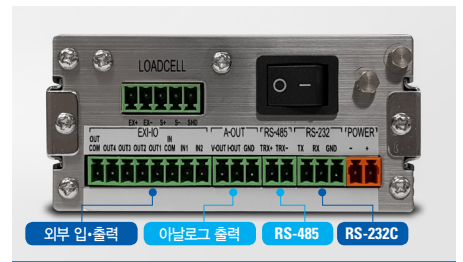 LOADCELL
EX+ EX- S+ S- SHD
EXI-IO A-OUT RS-485 RS-232 POWER
OUT COM OUT4 OUT3 OUT2 OUT1 IN COM IN1 IN2 V-OUT I-OUT GND TRX+ TRX- TX RX GND - +
외부 입·출력 아날로그 출력 RS-485 RS-232C